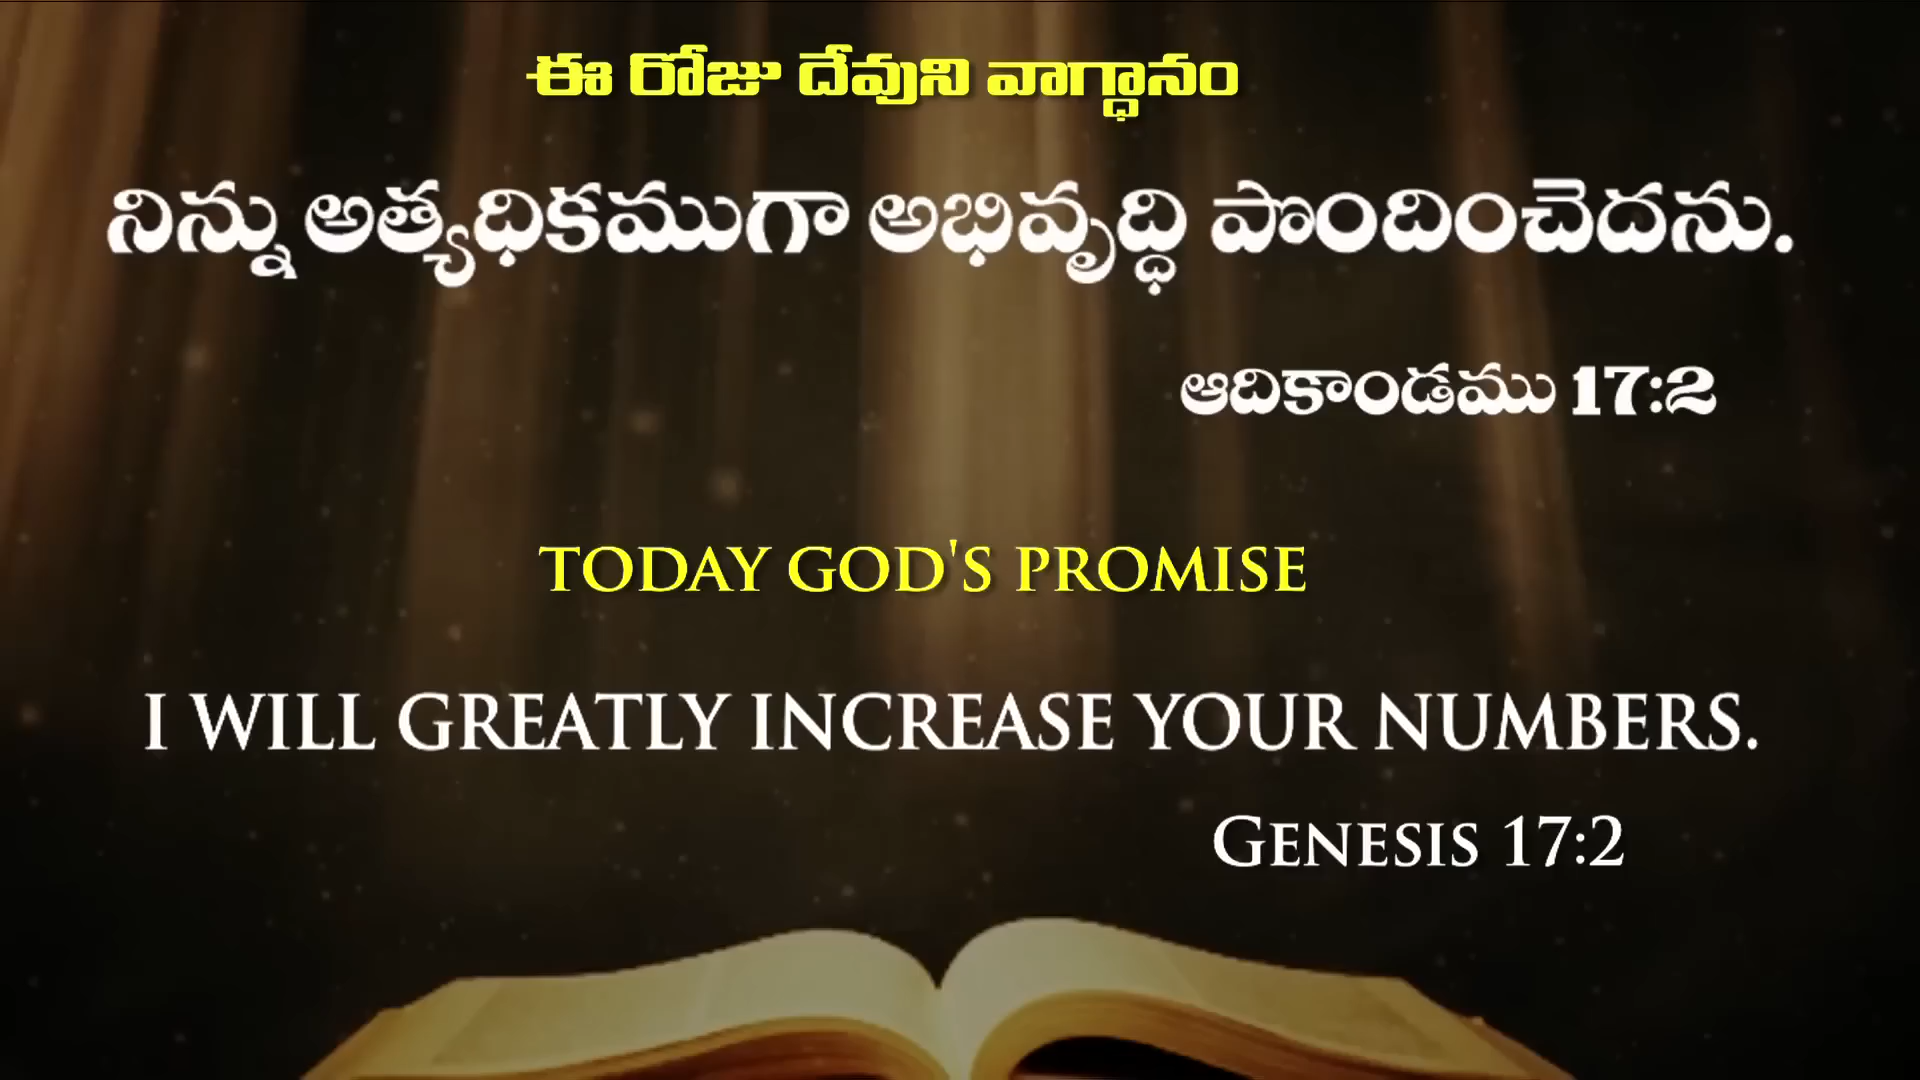 ఈ రోజు దేవుని వాగ్ధానం
నిన్ను అత్యధికముగా అభివృద్ధి పొందించెదను.
ఆదికాండము 17:2
TODAY GOD'S PROMISE
I WILL GREATLY INCREASE YOUR NUMBERS.
GENESIS 17:2